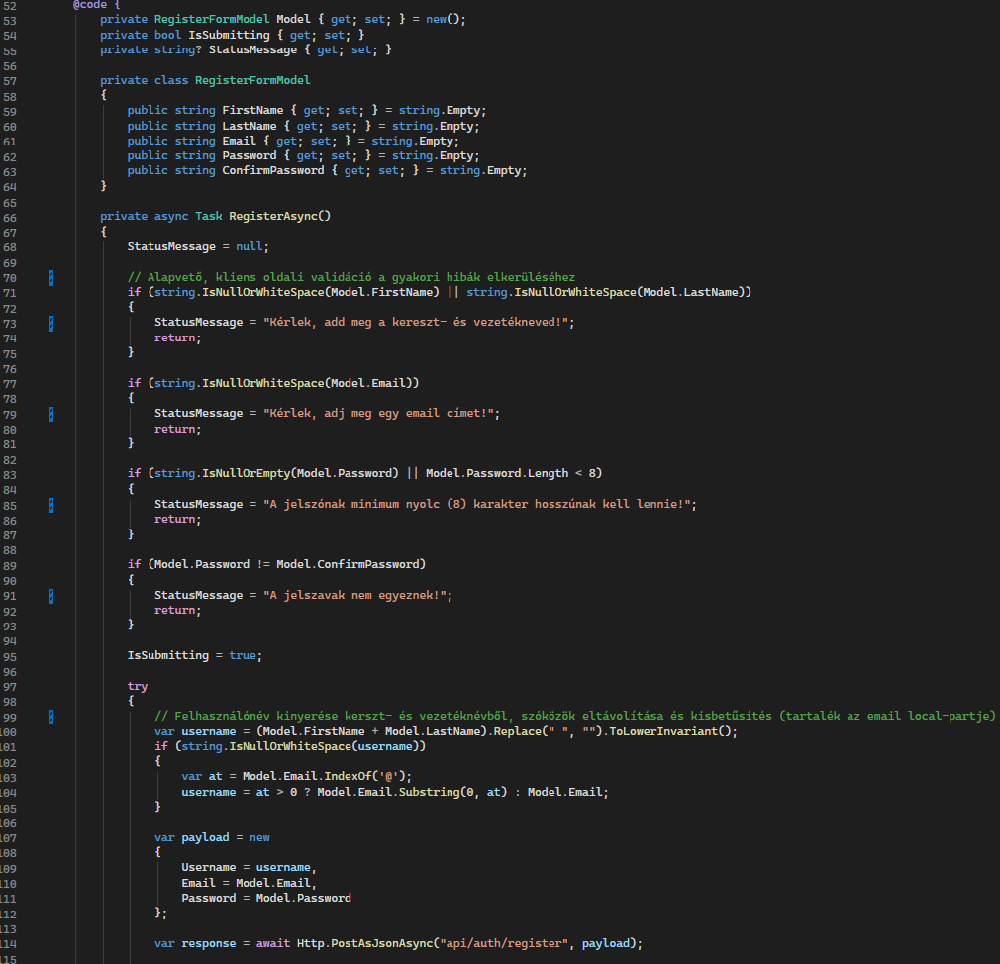 52 @code {
53 private RegisterFormModel Model { get; set; } = new();
54 private bool IsSubmitting { get; set; }
55 private string? StatusMessage { get; set; }
56
57 private class RegisterFormModel
58 {
59 public string FirstName { get; set; } = string.Empty;
60 public string LastName { get; set; } = string.Empty;
61 public string Email { get; set; } = string.Empty;
62 public string Password { get; set; } = string.Empty;
63 public string ConfirmPassword { get; set; } = string.Empty;
64 }
65
66 private async Task RegisterAsync()
67 {
68 StatusMessage = null;
69
70 // Alapvető, kliens oldali validáció a gyakori hibák elkerüléséhez
71 if (string.IsNullOrWhiteSpace(Model.FirstName) || string.IsNullOrWhiteSpace(Model.LastName))
72 {
73 StatusMessage = "Kérlek, add meg a kereszt- és vezetékneved!";
74 return;
75 }
76
77 if (string.IsNullOrWhiteSpace(Model.Email))
78 {
79 StatusMessage = "Kérlek, adj meg egy email címet!";
80 return;
81 }
82
83 if (string.IsNullOrEmpty(Model.Password) || Model.Password.Length < 8)
84 {
85 StatusMessage = "A jelszónak minimum nyolc (8) karakter hosszúnak kell lennie!";
86 return;
87 }
88
89 if (Model.Password != Model.ConfirmPassword)
90 {
91 StatusMessage = "A jelszavak nem egyeznek!";
92 return;
93 }
94
95 IsSubmitting = true;
96
97 try
98 {
99 // Felhasználónév kinyerése kerszt- és vezetéknévből, szóközök eltávolítása és kisbetűsítés (tartalék az email local-partje)
100 var username = (Model.FirstName + Model.LastName).Replace(" ", "").ToLowerInvariant();
101 if (string.IsNullOrWhiteSpace(username))
102 {
103 var at = Model.Email.IndexOf('@');
104 username = at > 0 ? Model.Email.Substring(0, at) : Model.Email;
105 }
106
107 var payload = new
108 {
109 Username = username,
110 Email = Model.Email,
111 Password = Model.Password
112 };
113
114 var response = await Http.PostAsJsonAsync("api/auth/register", payload);
115